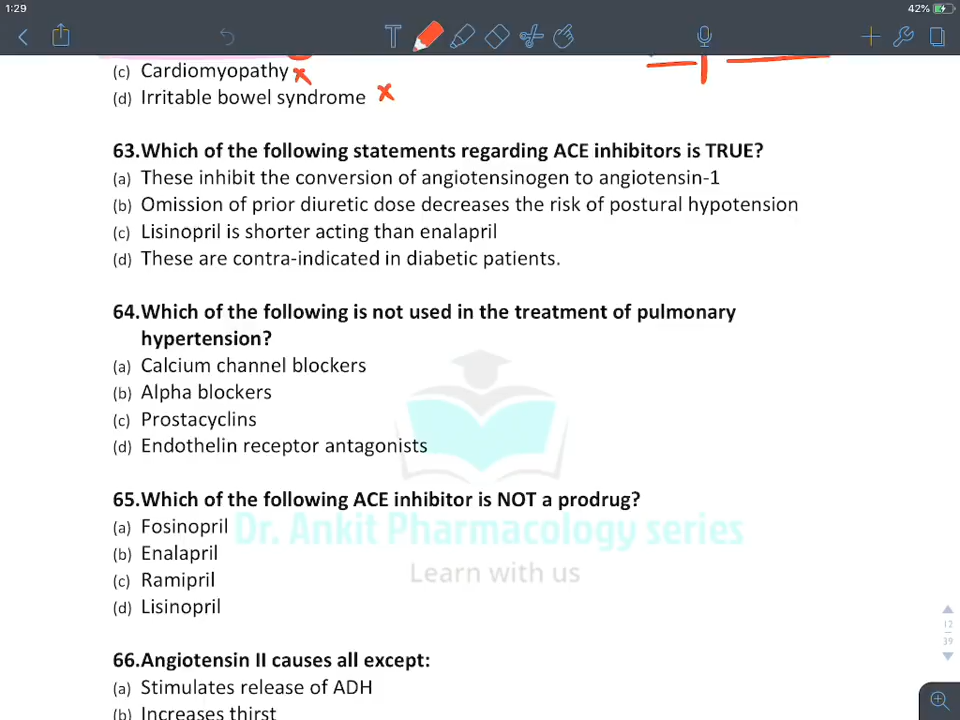 1:29
42%
T
(c) Cardiomyopathy
(d) Irritable bowel syndrome
63.Which of the following statements regarding ACE inhibitors is TRUE?
(a) These inhibit the conversion of angiotensinogen to angiotensin-1
(b) Omission of prior diuretic dose decreases the risk of postural hypotension
(c) Lisinopril is shorter acting than enalapril
(d) These are contra-indicated in diabetic patients.
64.Which of the following is not used in the treatment of pulmonary
hypertension?
(a) Calcium channel blockers
(b) Alpha blockers
(c) Prostacyclins
(d) Endothelin receptor antagonists
65.Which of the following ACE inhibitor is NOT a prodrug?
(a) Fosinopril
Dr. Ankit Pharmacology series
(b) Enalapril
Learn with us
(c) Ramipril
(d) Lisinopril
12
39
66.Angiotensin II causes all except:
(a) Stimulates release of ADH
(b) Increases thirst